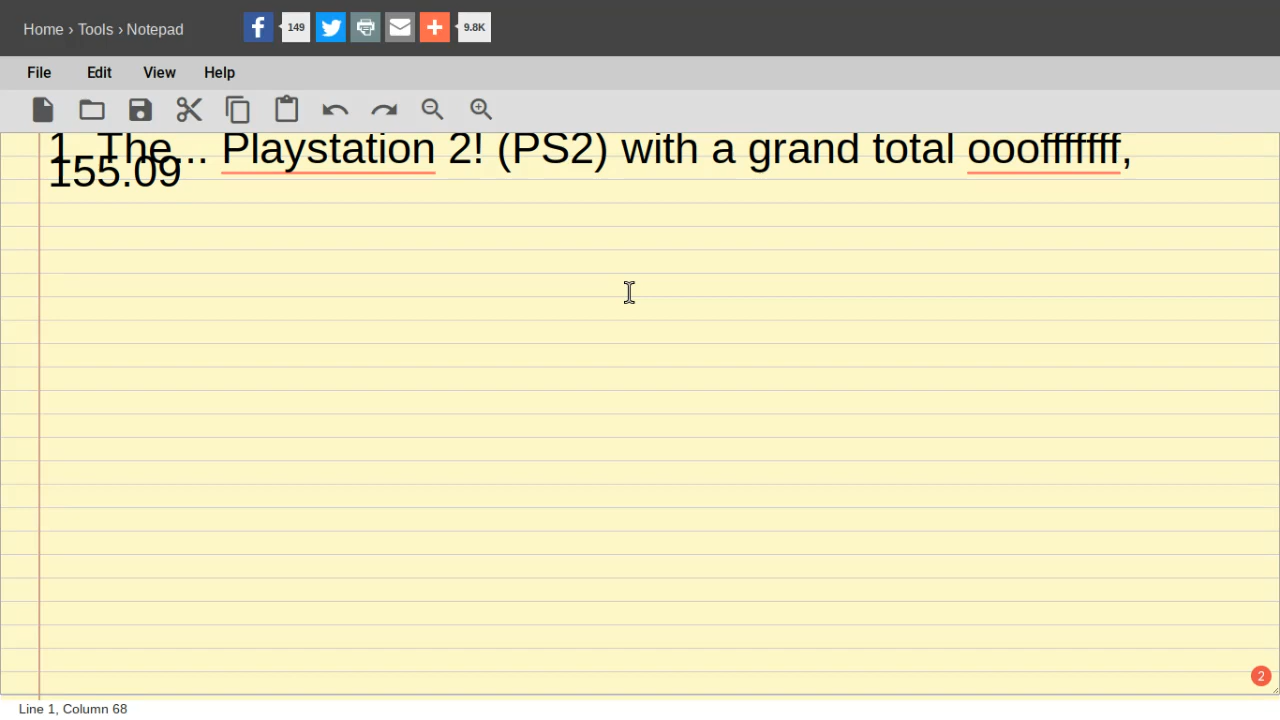 Home › Tools › Notepad
149
9.8K
File Edit View Help
1. The... Playstation 2! (PS2) with a grand total ooofffffff,
155.09
2
Line 1, Column 68